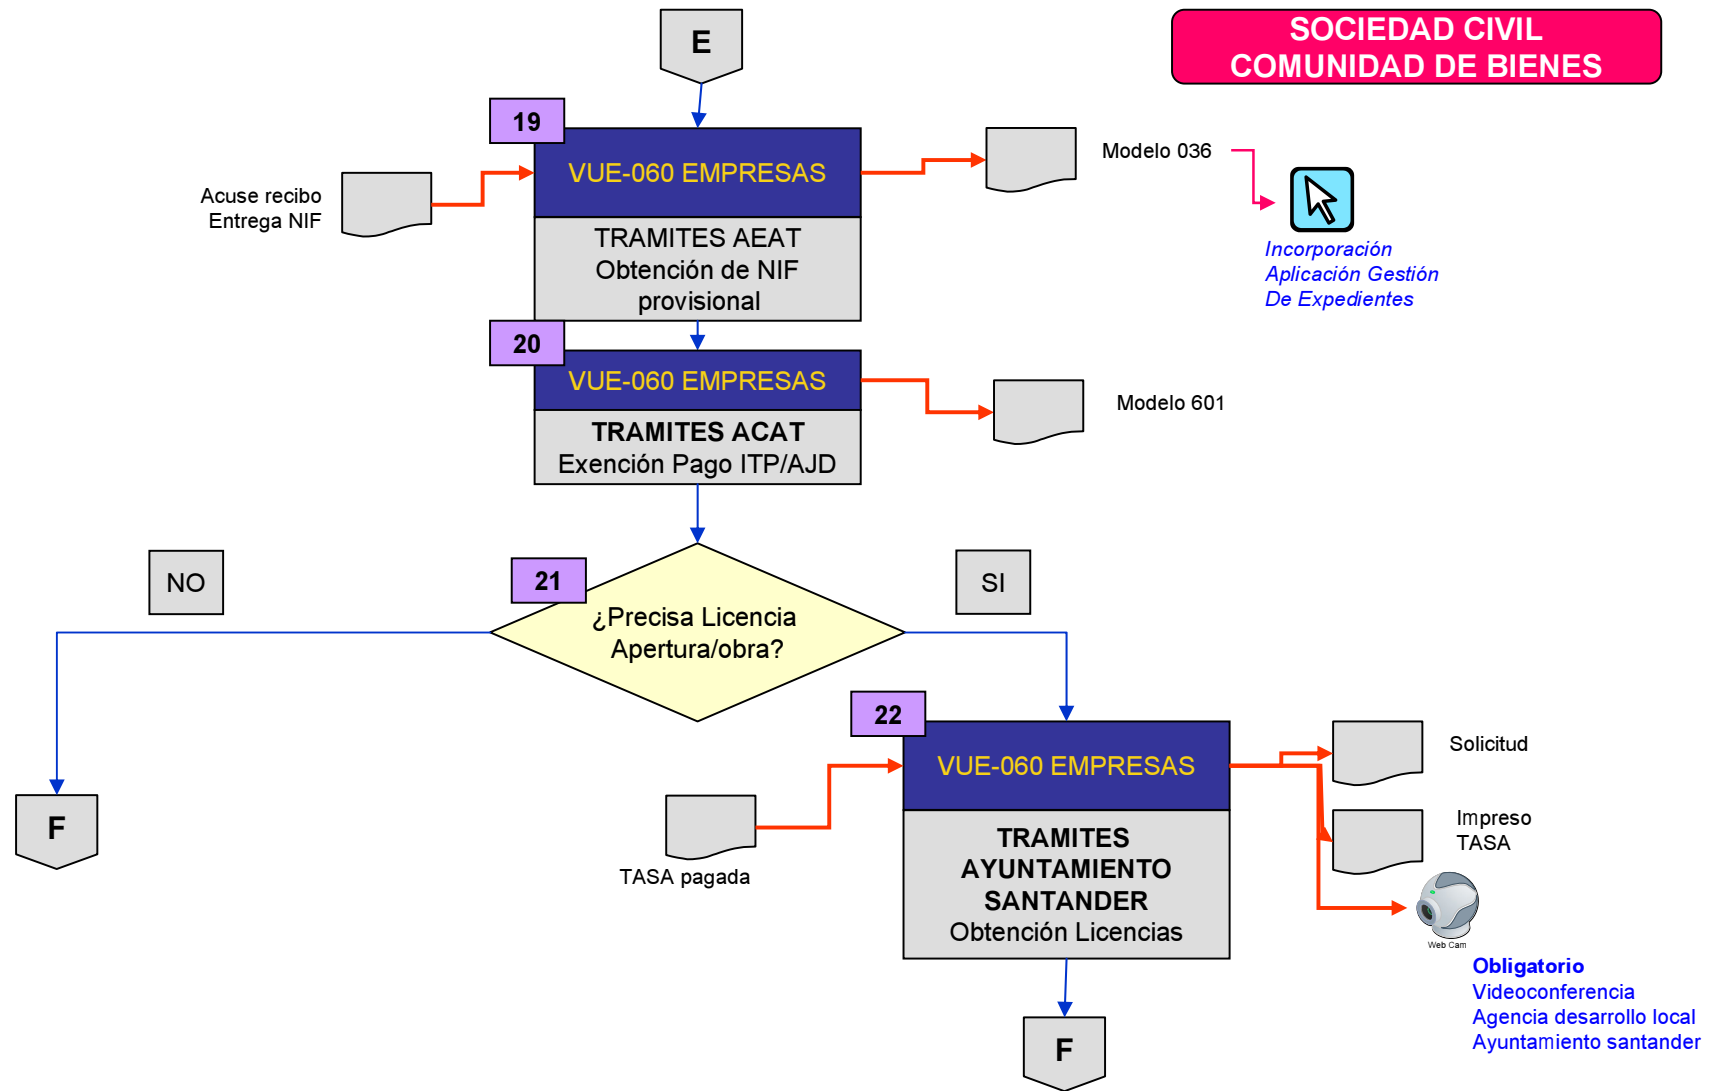 E
SOCIEDAD CIVIL
COMUNIDAD DE BIENES
19
VUE-060 EMPRESAS
TRAMITES AEAT
Obtención de NIF
provisional
Acuse recibo
Entrega NIF
Modelo 036
Incorporación
Aplicación Gestión
De Expedientes
20
VUE-060 EMPRESAS
TRAMITES ACAT
Exención Pago ITP/AJD
Modelo 601
NO
21
¿Precisa Licencia
Apertura/obra?
SI
F
22
VUE-060 EMPRESAS
TRAMITES
AYUNTAMIENTO
SANTANDER
Obtención Licencias
TASA pagada
Solicitud
Impreso
TASA
Web Cam
Obligatorio
Videoconferencia
Agencia desarrollo local
Ayuntamiento santander
F